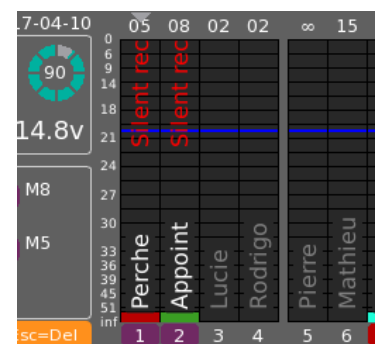 7-04-10
05 08 02 02 ∞ 15
0
6
9
14
18
21
24
27
30
33
36
39
45
51
inf
90
14.8v
M8
M5
Silent rec
Silent rec
Perche
Appoint
Lucie
Rodrigo
Pierre
Mathieu
sc=Del
1 2 3 4 5 6